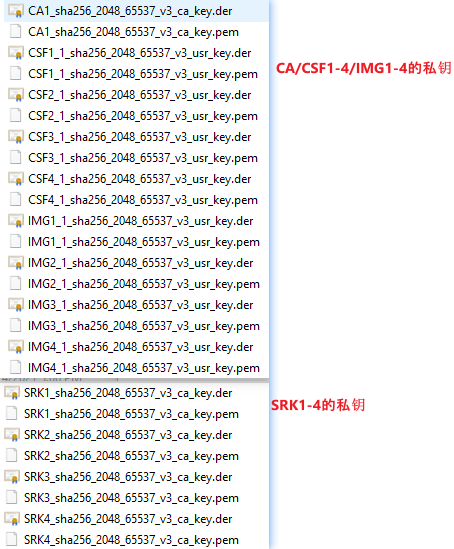 CA1_sha256_2048_65537_v3_ca_key.der
CA1_sha256_2048_65537_v3_ca_key.pem
CSF1_1_sha256_2048_65537_v3_usr_key.der
CSF1_1_sha256_2048_65537_v3_usr_key.pem
CSF2_1_sha256_2048_65537_v3_usr_key.der
CSF2_1_sha256_2048_65537_v3_usr_key.pem
CSF3_1_sha256_2048_65537_v3_usr_key.der
CSF3_1_sha256_2048_65537_v3_usr_key.pem
CSF4_1_sha256_2048_65537_v3_usr_key.der
CSF4_1_sha256_2048_65537_v3_usr_key.pem
IMG1_1_sha256_2048_65537_v3_usr_key.der
IMG1_1_sha256_2048_65537_v3_usr_key.pem
IMG2_1_sha256_2048_65537_v3_usr_key.der
IMG2_1_sha256_2048_65537_v3_usr_key.pem
IMG3_1_sha256_2048_65537_v3_usr_key.der
IMG3_1_sha256_2048_65537_v3_usr_key.pem
IMG4_1_sha256_2048_65537_v3_usr_key.der
IMG4_1_sha256_2048_65537_v3_usr_key.pem
CA/CSF1-4/IMG1-4的私钥
SRK1_sha256_2048_65537_v3_ca_key.der
SRK1_sha256_2048_65537_v3_ca_key.pem
SRK2_sha256_2048_65537_v3_ca_key.der
SRK2_sha256_2048_65537_v3_ca_key.pem
SRK3_sha256_2048_65537_v3_ca_key.der
SRK3_sha256_2048_65537_v3_ca_key.pem
SRK4_sha256_2048_65537_v3_ca_key.der
SRK4_sha256_2048_65537_v3_ca_key.pem
SRK1-4的私钥